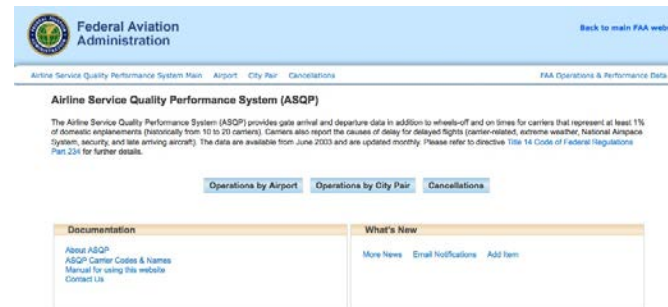 Federal Aviation
Administration
Back to main FAA web
Airline Service Quality Performance System Main Airport City Pair Cancellations FAA Operations & Performance Data
Airline Service Quality Performance System (ASQP)
The Airline Service Quality Performance System (ASQP) provides gate arrival and departure data in addition to wheels-off and on times for carriers that represent at least 1%
of domestic enplanements (historically from 10 to 20 carriers). Carriers also report the causes of delay for delayed flights (carrier-related, extreme weather, National Airspace
System, security, and late arriving aircraft). The data are available from June 2003 and are updated monthly. Please refer to directive Title 14 Code of Federal Regulations
Part 234 for further details.
Operations by Airport Operations by City Pair Cancellations
Documentation What's New
About ASQP
ASQP Carrier Codes & Names More News Email Notifications Add Item
Manual for using this website
Contact Us